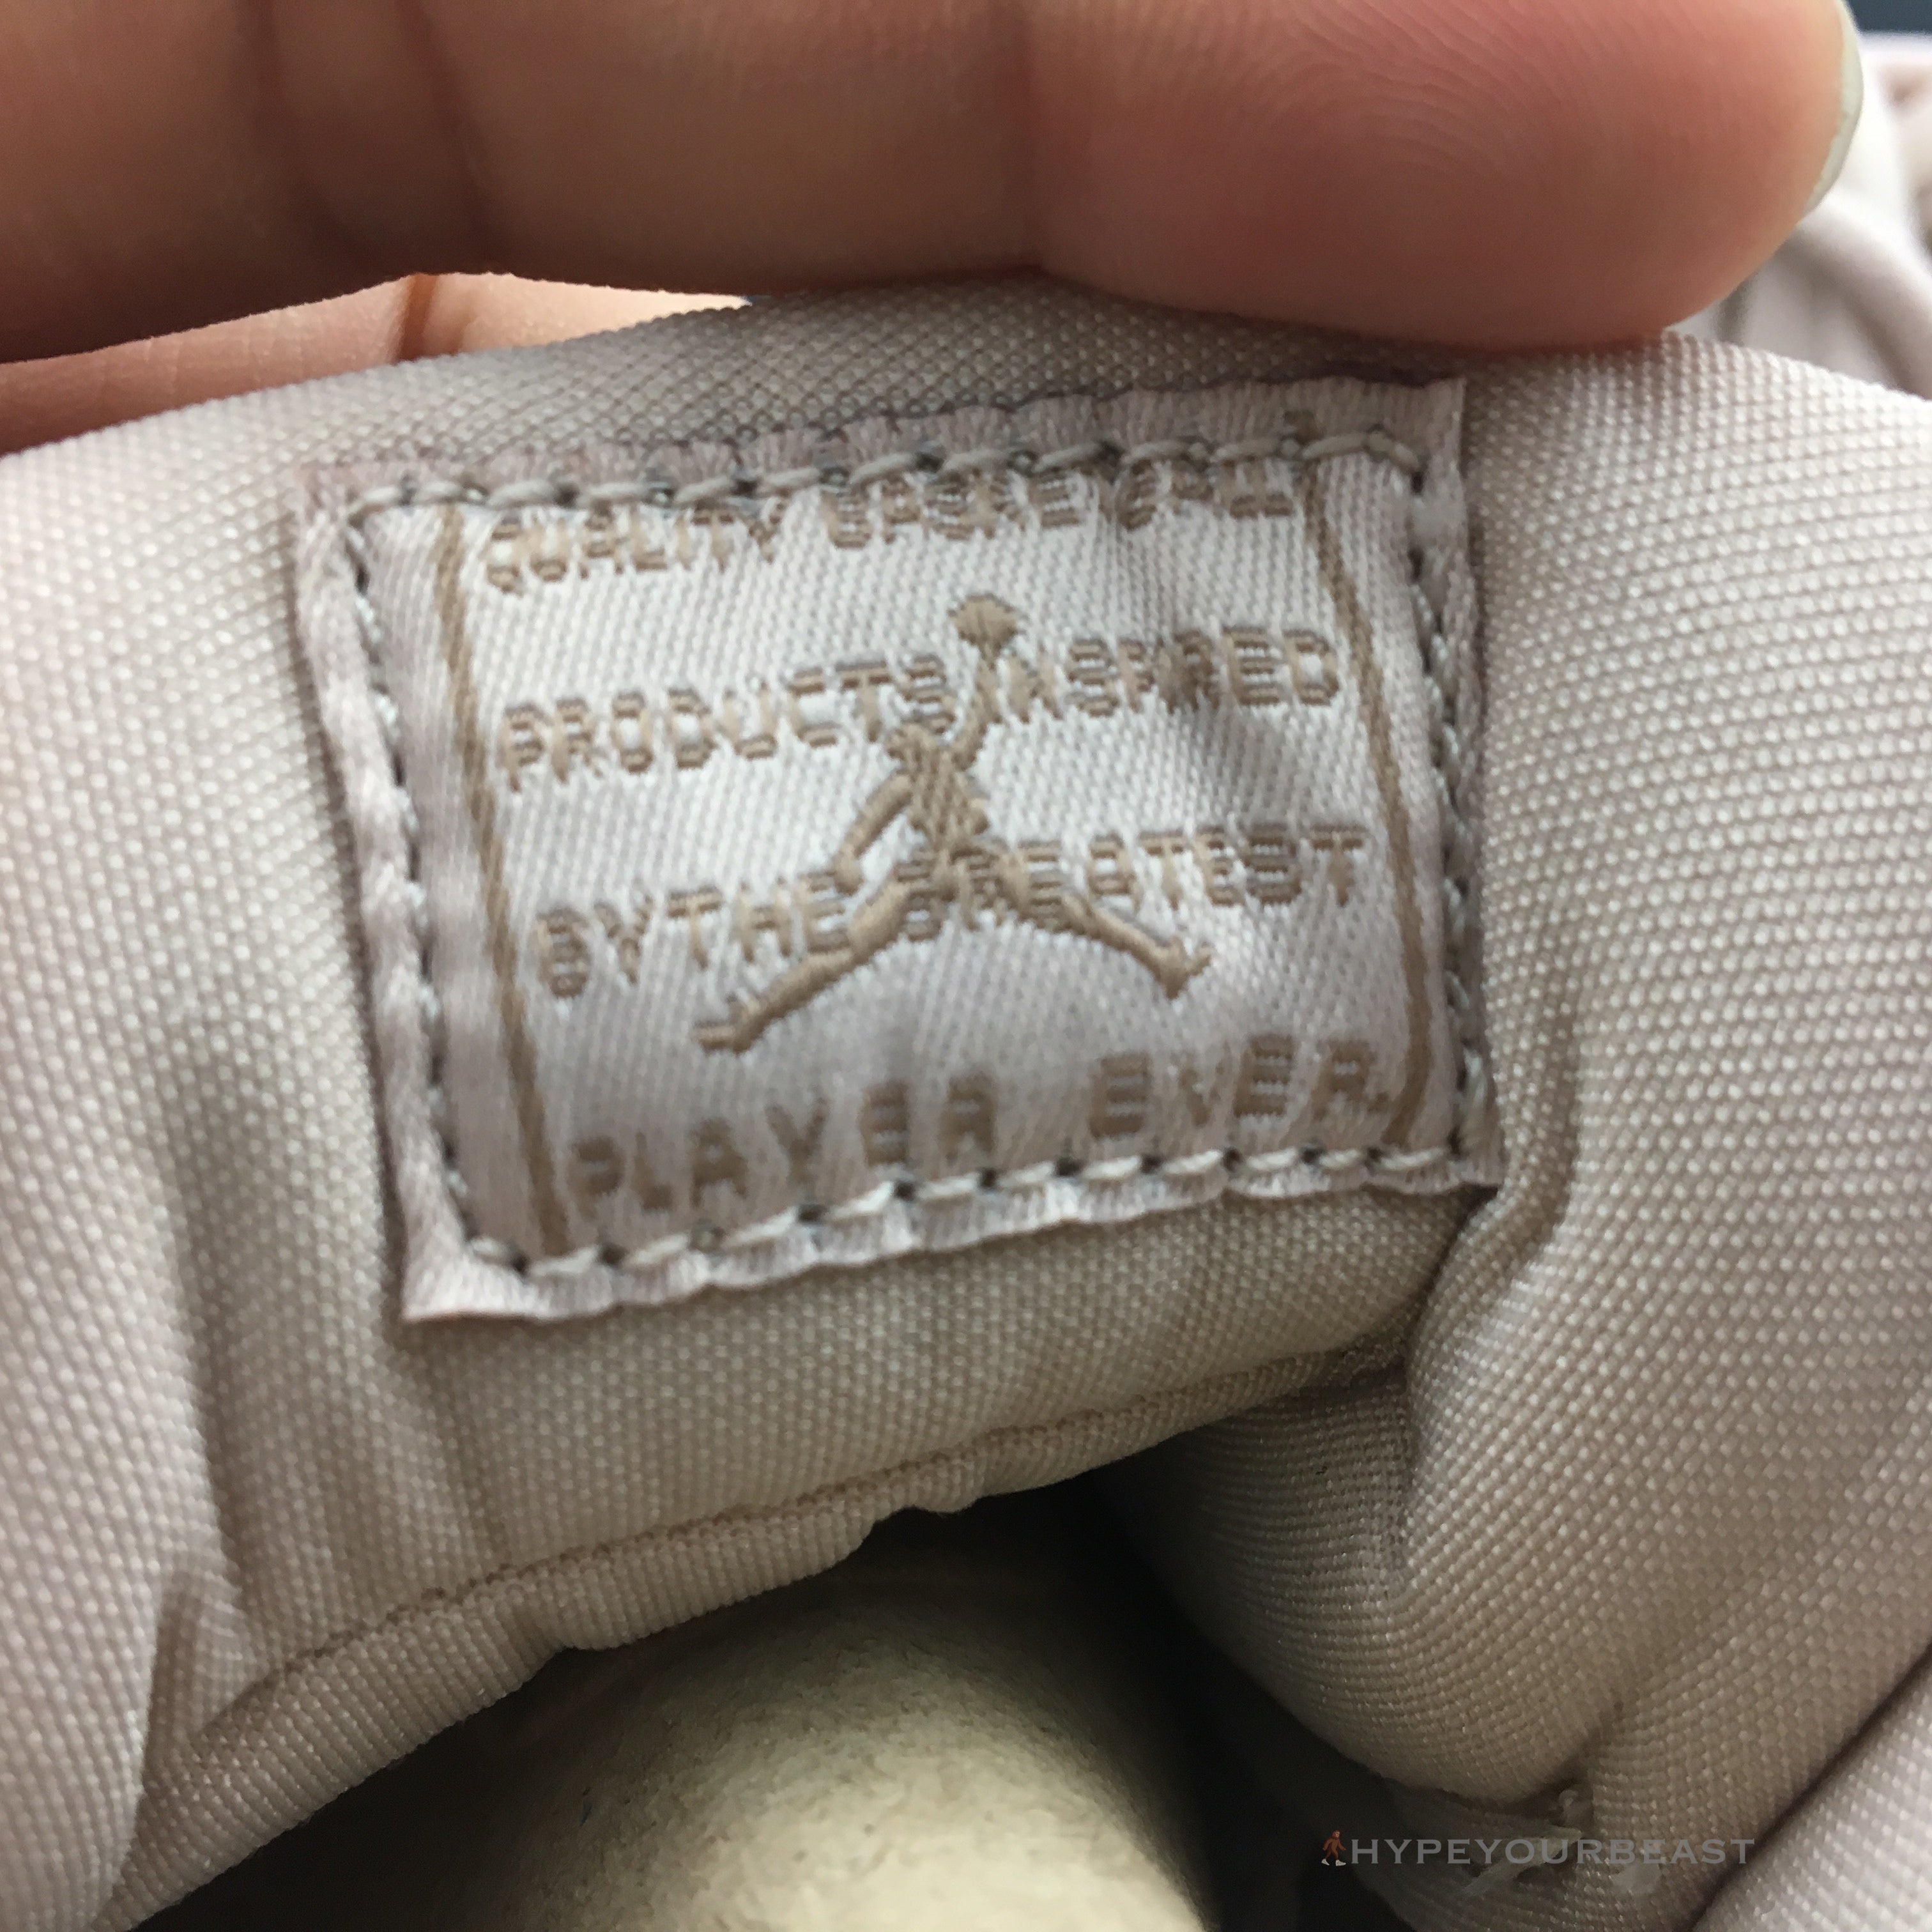 QUALITY BASKETBALL
PRODUCTS INSPIRED
BY THE GREATEST
PLAYER EVER.
HYPEYOURBEAST